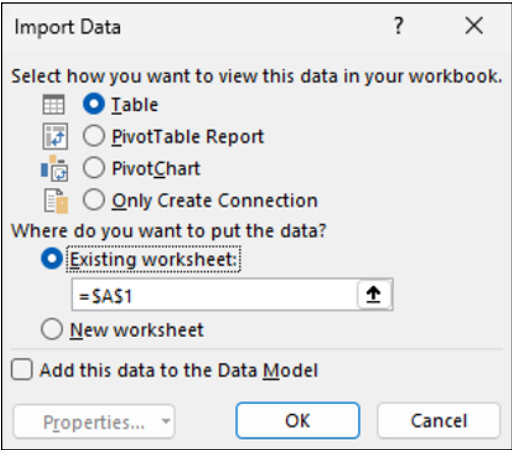 Import Data ?
Select how you want to view this data in your workbook.
Table
PivotTable Report
PivotChart
Only Create Connection
Where do you want to put the data?
Existing worksheet:
=$A$1
New worksheet
Add this data to the Data Model
Properties... OK Cancel